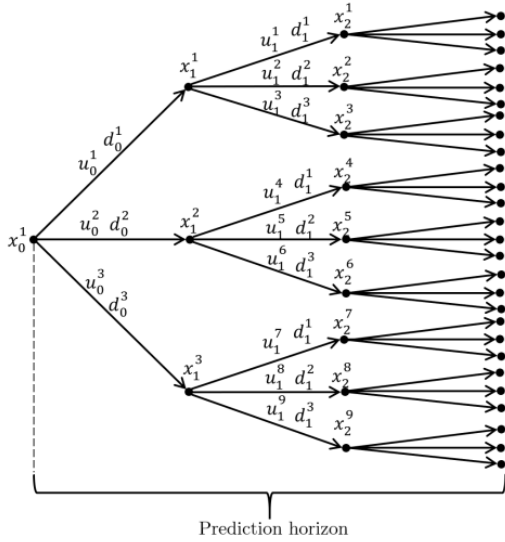 x_2^1
u_1^1 d_1^1
x_1^1
u_1^2 d_1^2 x_2^2
u_1^3 d_1^3 x_2^3
u_0^1 d_0^1
u_1^4 d_1^1 x_2^4
x_0^1 u_0^2 d_0^2 x_1^2 u_1^5 d_1^2 x_2^5
u_1^6 d_1^3 x_2^6
u_0^3 d_0^3
u_1^7 d_1^1 x_2^7
x_1^3 u_1^8 d_1^2 x_2^8
u_1^9 d_1^3 x_2^9
Prediction horizon